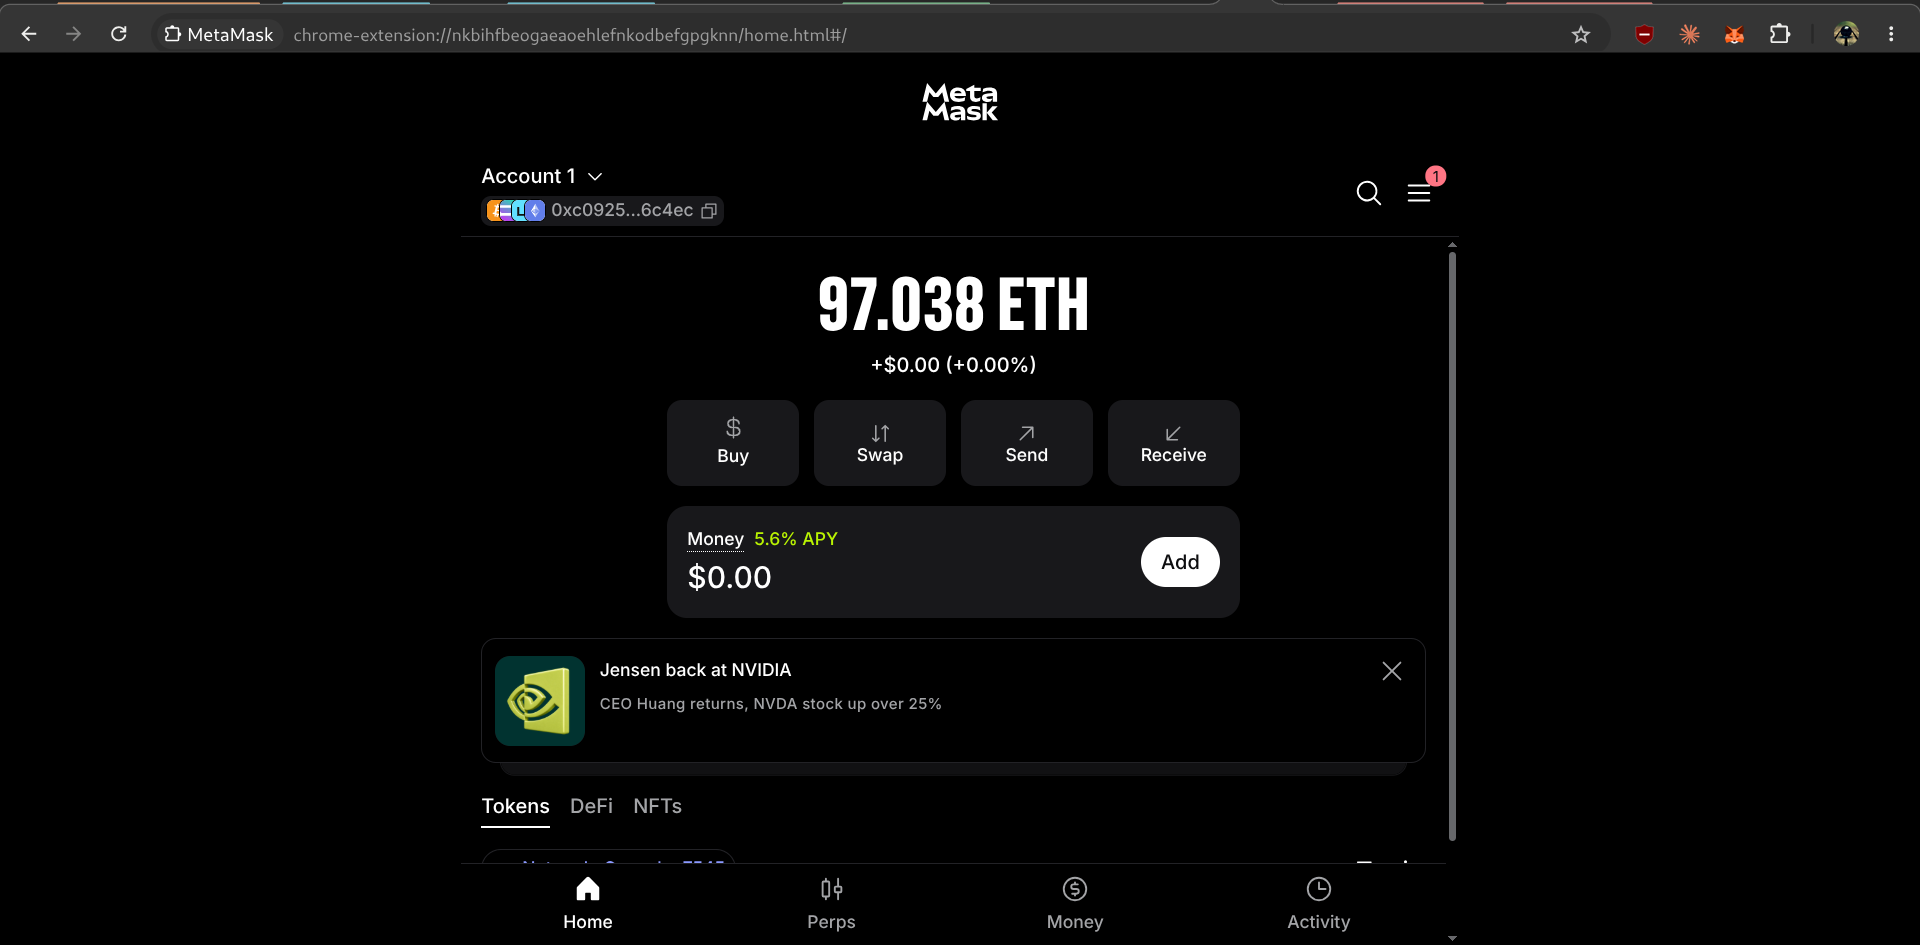 MetaMask
chrome-extension://nkbihfbeogaeaoehlefnkodbefgpgknn/home.html#/
Meta
Mask
Account 1
0xc0925...6c4ec
1
97.038 ETH
+$0.00 (+0.00%)
$
Buy
Swap
Send
Receive
Money 5.6% APY
$0.00
Add
Jensen back at NVIDIA
CEO Huang returns, NVDA stock up over 25%
Tokens
DeFi
NFTs
Home
Perps
Money
Activity